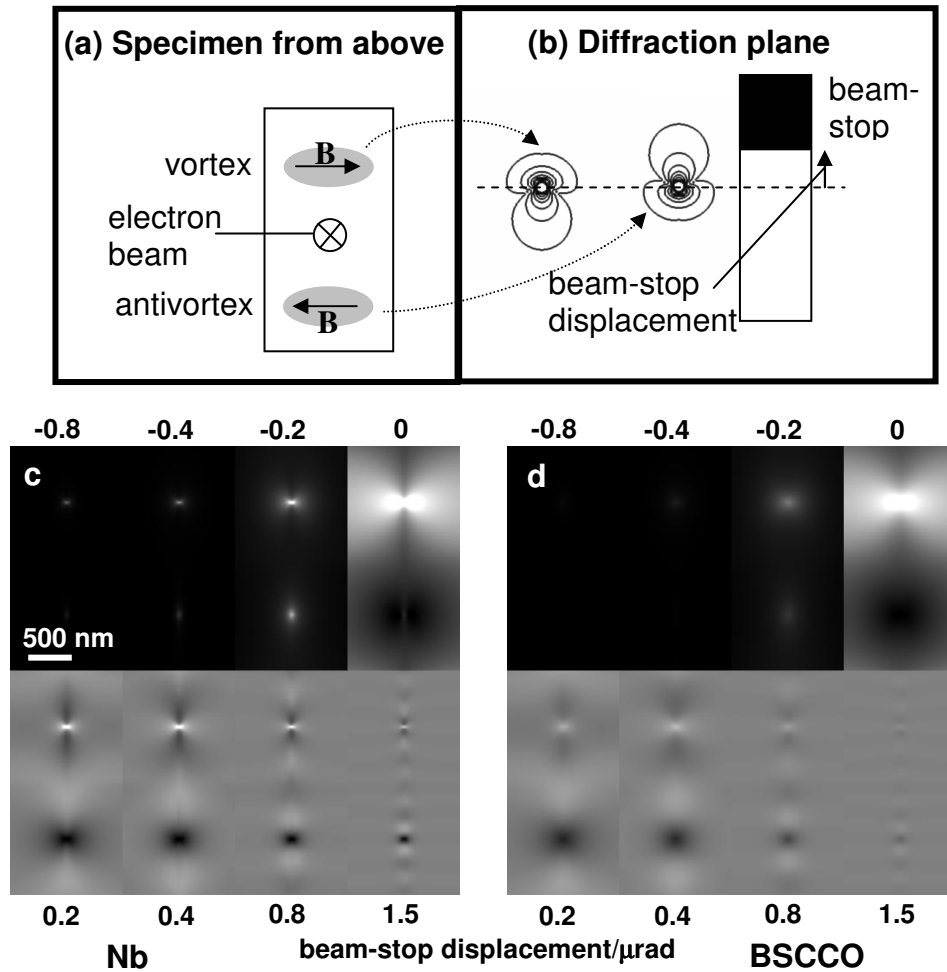 (a) Specimen from above
vortex
B
electron
beam
antivortex
B
(b) Diffraction plane
beam-
stop
beam-stop
displacement
-0.8 -0.4 -0.2 0
c
500 nm
0.2 0.4 0.8 1.5
Nb
-0.8 -0.4 -0.2 0
d
0.2 0.4 0.8 1.5
beam-stop displacement/μrad
BSCCO